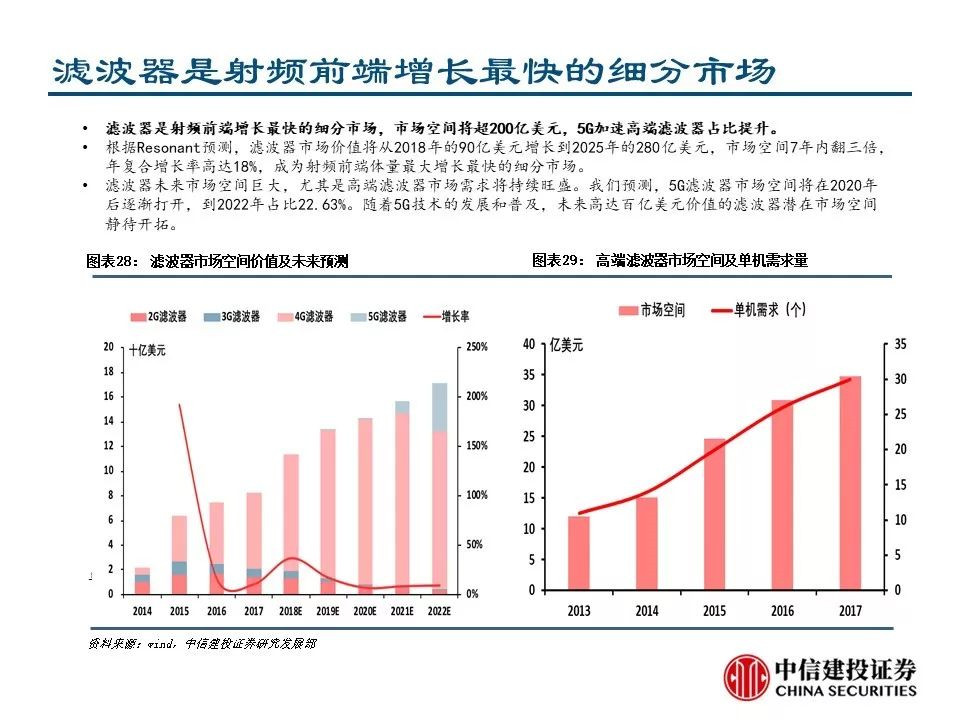 滤波器是射频前端增长最快的细分市场
• 滤波器是射频前端增长最快的细分市场，市场空间将超200亿美元，5G加速高端滤波器占比提升。
• 根据Resonant预测，滤波器市场价值将从2018年的90亿美元增长到2025年的280亿美元，市场空间7年内翻三倍，
年复合增长率高达18%，成为射频前端体量最大增长最快的细分市场。
• 滤波器未来市场空间巨大，尤其是高端滤波器市场需求将持续旺盛。我们预测，5G滤波器市场空间将在2020年
后逐渐打开，到2022年占比22.63%。随着5G技术的发展和普及，未来高达百亿美元价值的滤波器潜在市场空间
静待开拓。
图表28： 滤波器市场空间价值及未来预测
2G滤波器 3G滤波器 4G滤波器 5G滤波器 增长率
十亿美元
20
18
16
14
12
10
8
6
4
2
0
250%
200%
150%
100%
50%
0%
2014 2015 2016 2017 2018E 2019E 2020E 2021E 2022E
图表29： 高端滤波器市场空间及单机需求量
市场空间 单机需求（个）
亿美元
40
35
30
25
20
15
10
5
0
35
30
25
20
15
10
5
0
2013 2014 2015 2016 2017
资料来源：wind，中信建投证券研究发展部
中信建投证券
CHINA SECURITIES